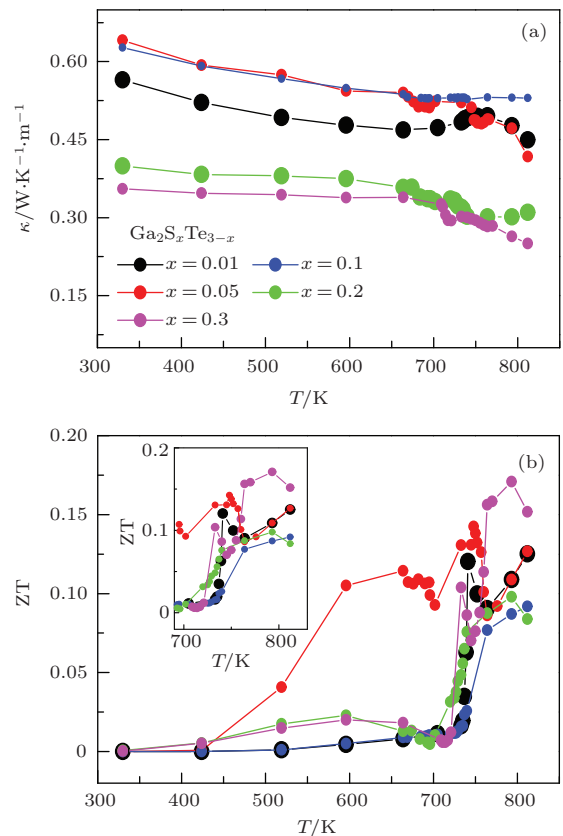 (a)
0.60
0.45
0.30
0.15
κ/W·K⁻¹·m⁻¹
Ga₂SₓTe₃₋ₓ
x = 0.01
x = 0.1
x = 0.05
x = 0.2
x = 0.3
300 400 500 600 700 800
T/K
(b)
0.20
0.15
0.10
0.05
0
ZT
0.2
0.1
0
ZT
700 750 800
T/K
300 400 500 600 700 800
T/K